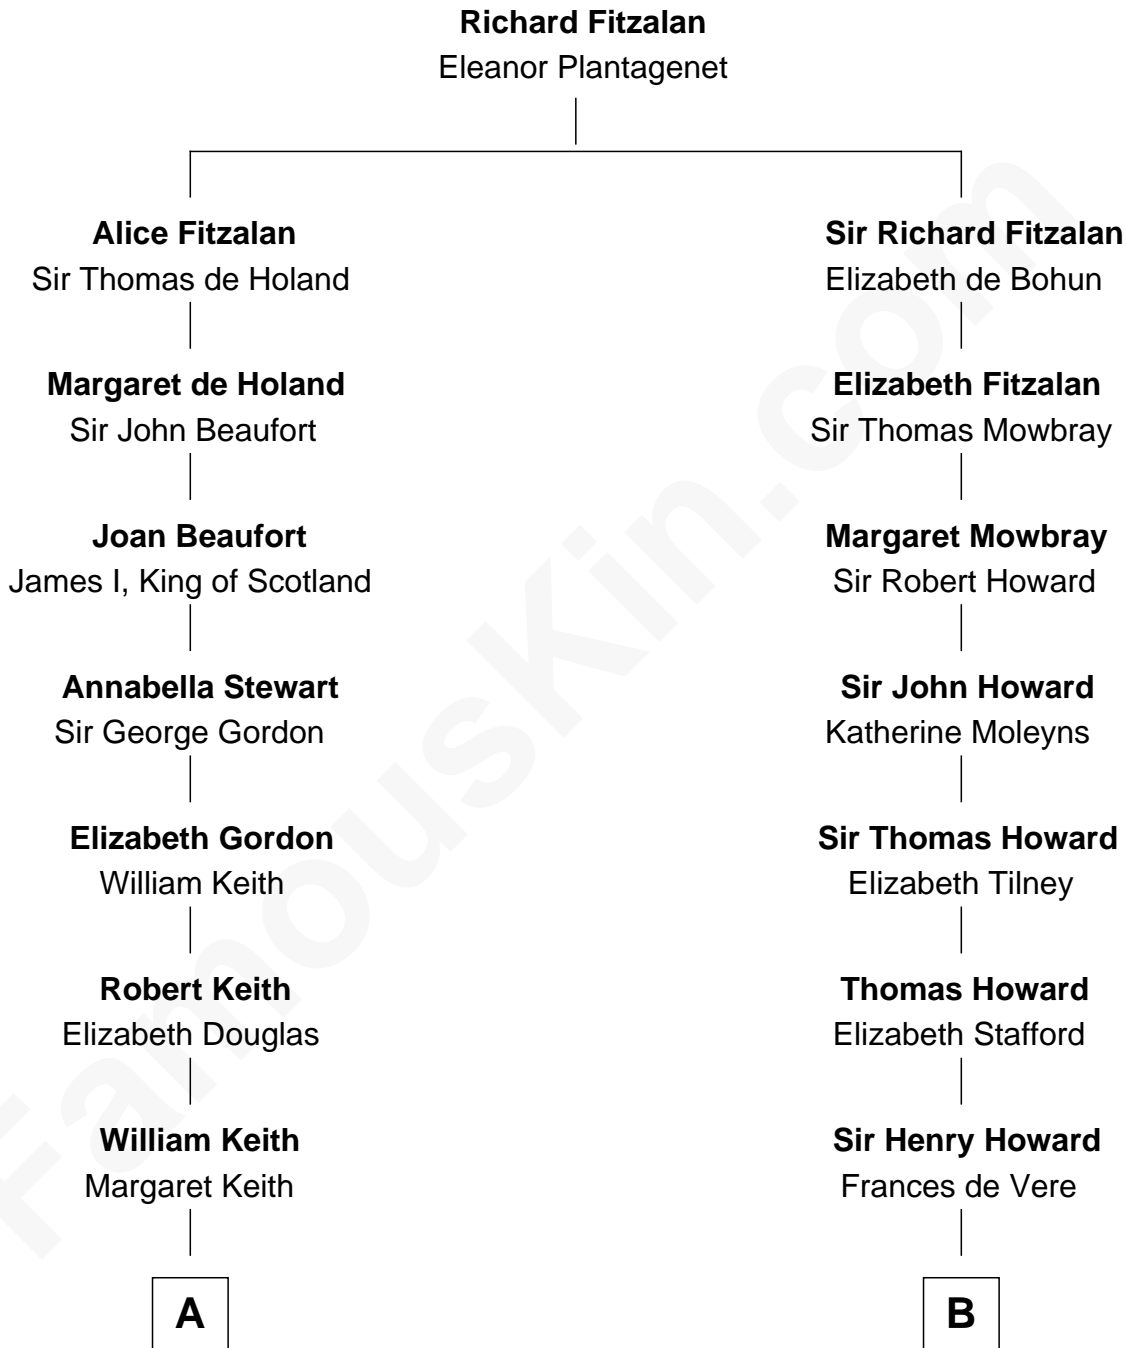 Richard Fitzalan
Eleanor Plantagenet
Alice Fitzalan
Sir Thomas de Holand
Margaret de Holand
Sir John Beaufort
Joan Beaufort
James I, King of Scotland
Annabella Stewart
Sir George Gordon
Elizabeth Gordon
William Keith
Robert Keith
Elizabeth Douglas
William Keith
Margaret Keith
A
Sir Richard Fitzalan
Elizabeth de Bohun
Elizabeth Fitzalan
Sir Thomas Mowbray
Margaret Mowbray
Sir Robert Howard
Sir John Howard
Katherine Moleyns
Sir Thomas Howard
Elizabeth Tilney
Thomas Howard
Elizabeth Stafford
Sir Henry Howard
Frances de Vere
B
FamousKin.com